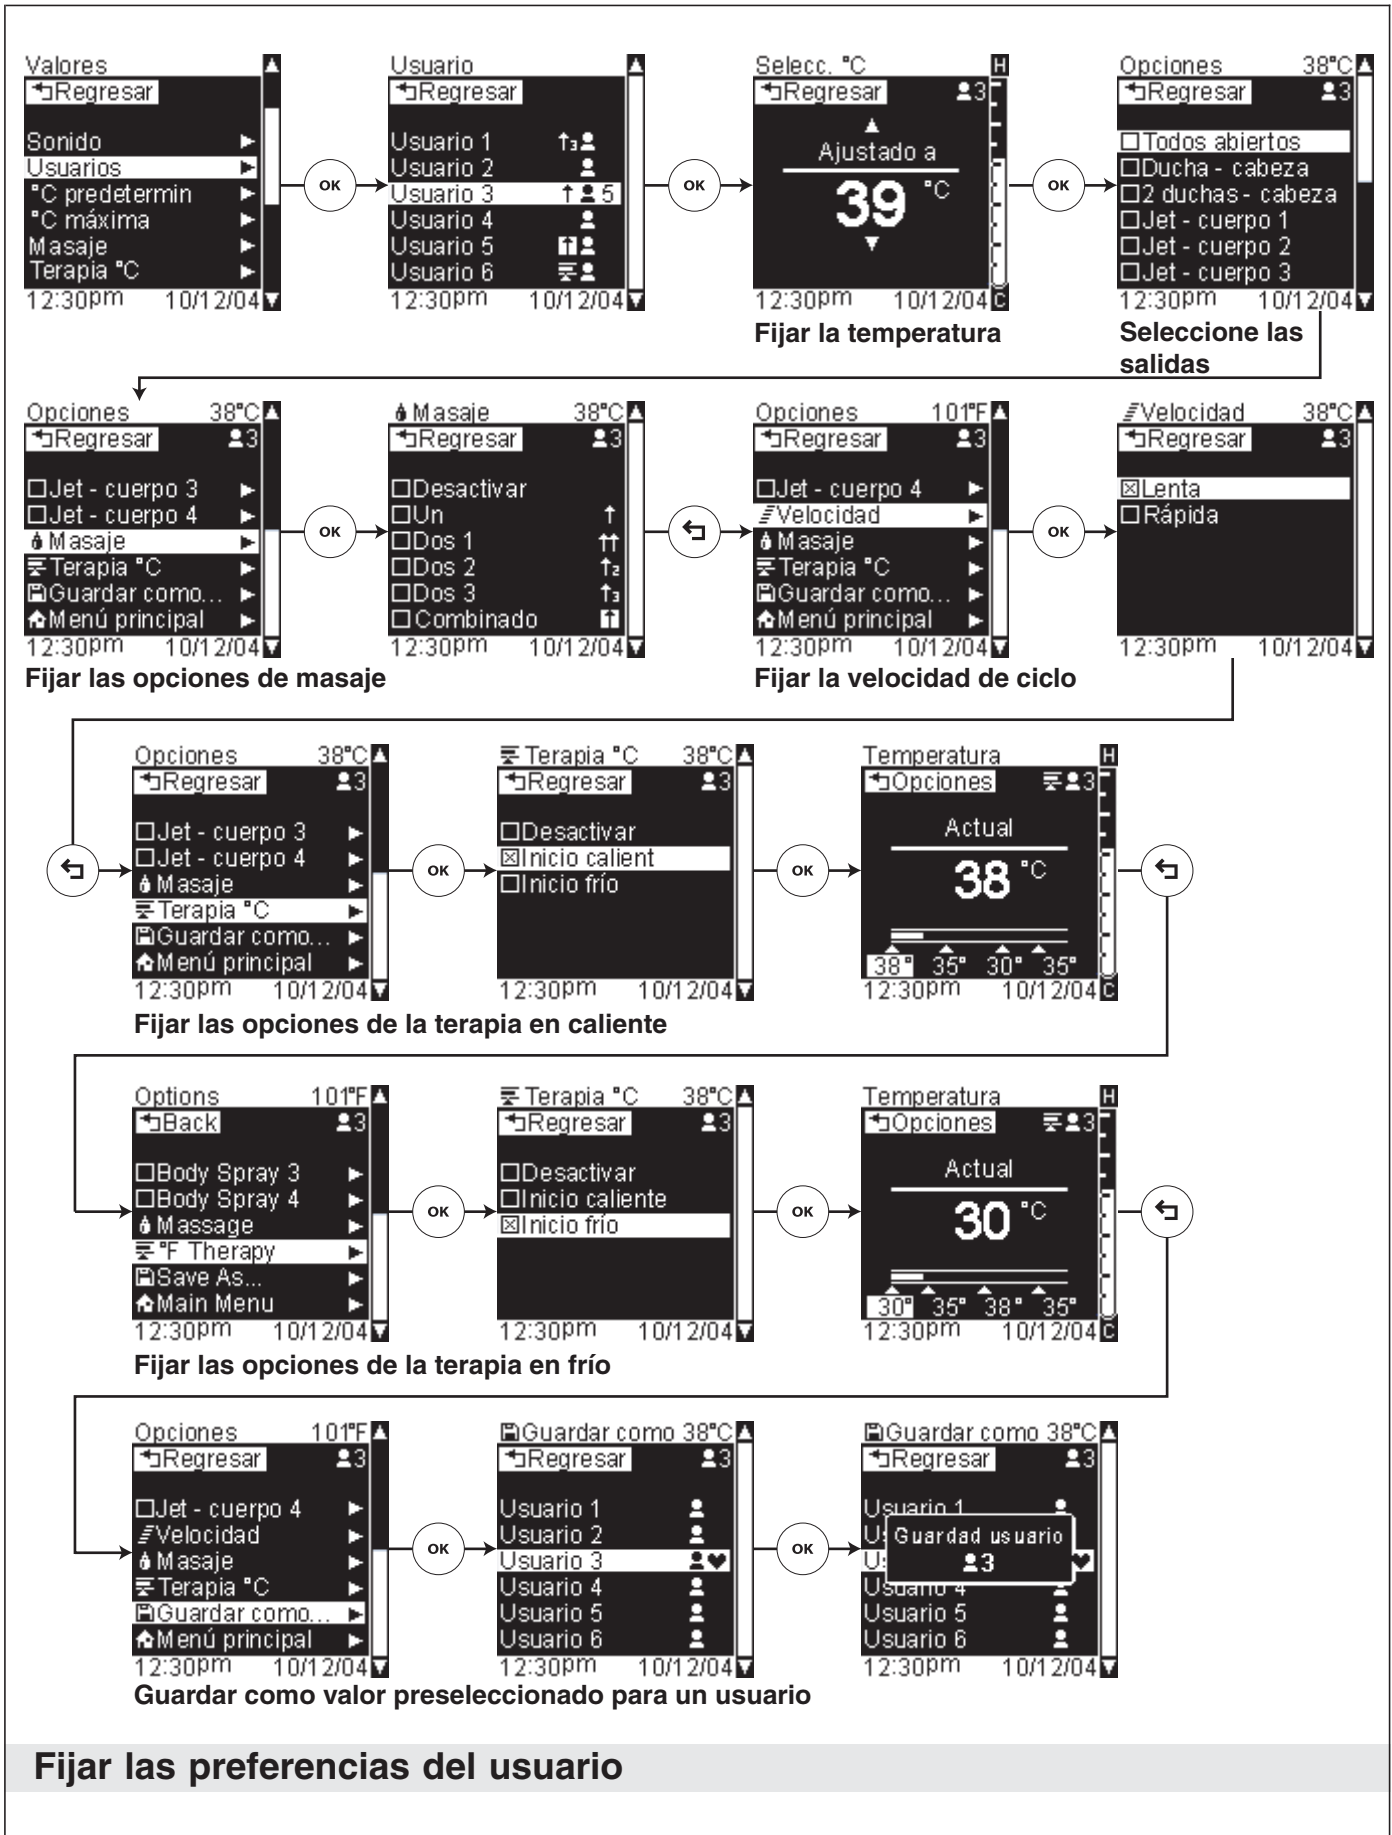 Valores
Regresar
Sonido
Usuarios
°C predetermin
°C máxima
Masaje
Terapia °C
12:30pm 10/12/04
OK
Usuario
Regresar
Usuario 1 3
Usuario 2
Usuario 3 5
Usuario 4
Usuario 5
Usuario 6
12:30pm 10/12/04
OK
Selecc. °C H
Regresar 3
Ajustado a
39 °C
12:30pm 10/12/04 C
Fijar la temperatura
OK
Opciones 38°C
Regresar 3
Todos abiertos
Ducha - cabeza
2 duchas - cabeza
Jet - cuerpo 1
Jet - cuerpo 2
Jet - cuerpo 3
12:30pm 10/12/04
Seleccione las
salidas
Opciones 38°C
Regresar 3
Jet - cuerpo 3
Jet - cuerpo 4
Masaje
Terapia °C
Guardar como...
Menú principal
12:30pm 10/12/04
Fijar las opciones de masaje
OK
Masaje 38°C
Regresar 3
Desactivar
Un
Dos 1
Dos 2 2
Dos 3 3
Combinado
12:30pm 10/12/04
Opciones 101°F
Regresar 3
Jet - cuerpo 4
Velocidad
Masaje
Terapia °C
Guardar como...
Menú principal
12:30pm 10/12/04
Fijar la velocidad de ciclo
OK
Velocidad 38°C
Regresar 3
Lenta
Rápida
12:30pm 10/12/04
Opciones 38°C
Regresar 3
Jet - cuerpo 3
Jet - cuerpo 4
Masaje
Terapia °C
Guardar como...
Menú principal
12:30pm 10/12/04
Fijar las opciones de la terapia en caliente
OK
Terapia °C 38°C
Regresar 3
Desactivar
Inicio calient
Inicio frío
12:30pm 10/12/04
OK
Temperatura H
Opciones 3
Actual
38 °C
38° 35° 30° 35°
12:30pm 10/12/04 C
Options 101°F
Back 3
Body Spray 3
Body Spray 4
Massage
°F Therapy
Save As...
Main Menu
12:30pm 10/12/04
Fijar las opciones de la terapia en frío
OK
Terapia °C 38°C
Regresar 3
Desactivar
Inicio caliente
Inicio frío
12:30pm 10/12/04
OK
Temperatura H
Opciones 3
Actual
30 °C
30° 35° 38° 35°
12:30pm 10/12/04 C
Opciones 101°F
Regresar 3
Jet - cuerpo 4
Velocidad
Masaje
Terapia °C
Guardar como...
Menú principal
12:30pm 10/12/04
Guardar como valor preseleccionado para un usuario
OK
Guardar como 38°C
Regresar 3
Usuario 1
Usuario 2
Usuario 3
Usuario 4
Usuario 5
Usuario 6
12:30pm 10/12/04
OK
Guardar como 38°C
Regresar 3
Usuario 1
Guardad usuario
3
Usuario 4
Usuario 5
Usuario 6
12:30pm 10/12/04
Fijar las preferencias del usuario